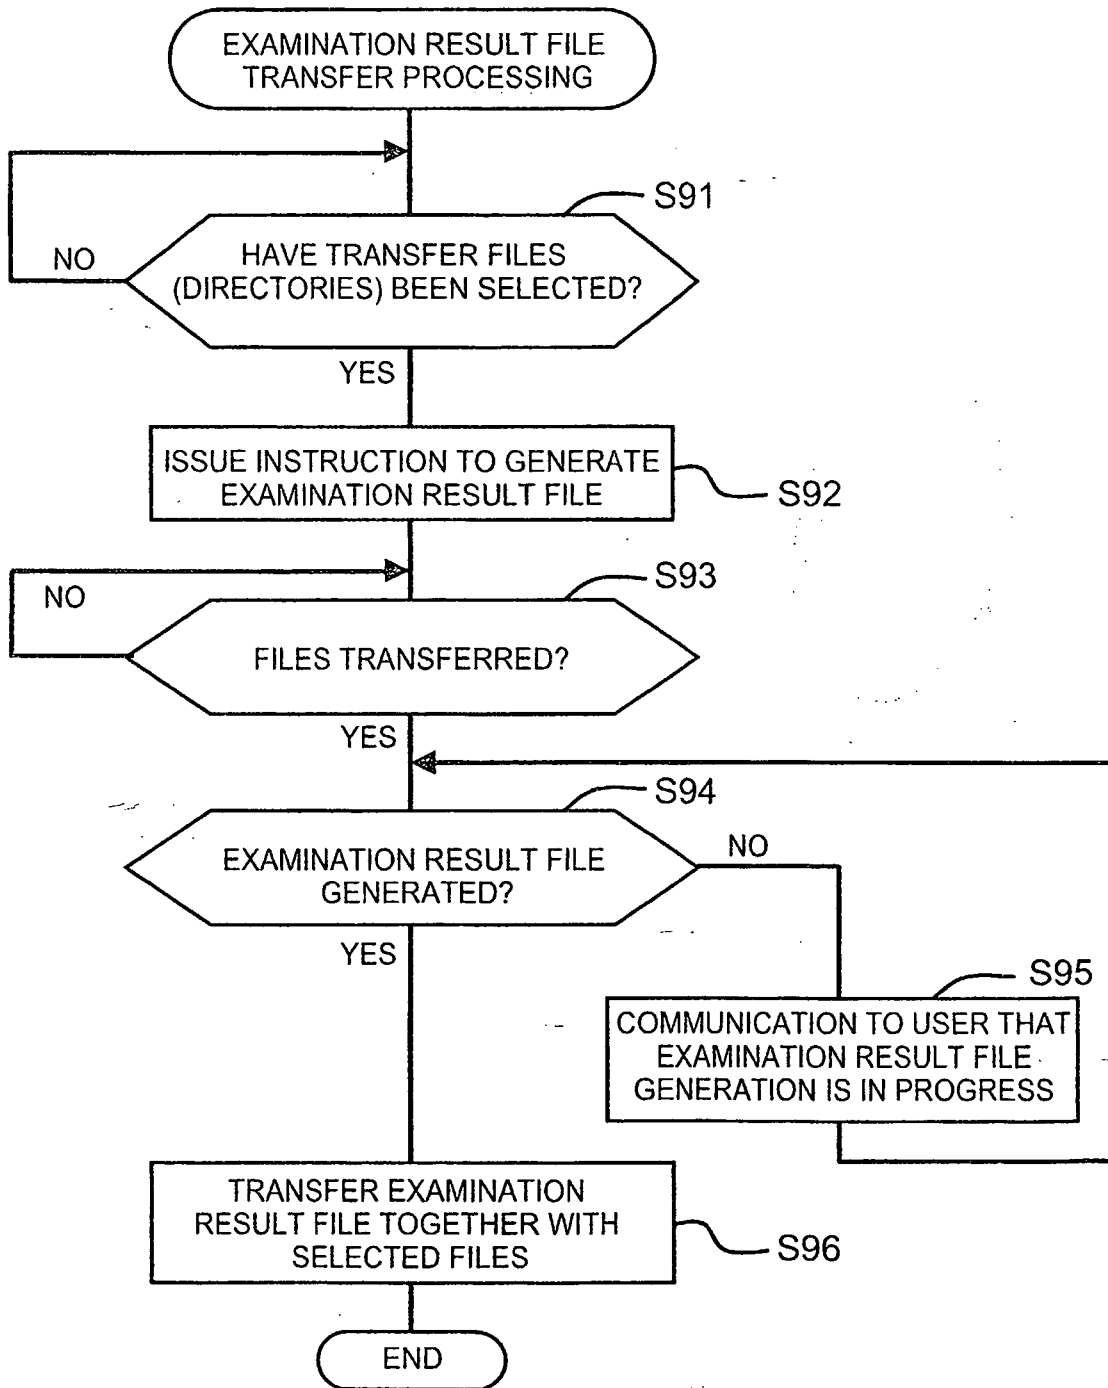 EXAMINATION RESULT FILE
TRANSFER PROCESSING
S91
NO
HAVE TRANSFER FILES
(DIRECTORIES) BEEN SELECTED?
YES
ISSUE INSTRUCTION TO GENERATE
EXAMINATION RESULT FILE
S92
S93
NO
FILES TRANSFERRED?
YES
S94
EXAMINATION RESULT FILE
GENERATED?
NO
YES
S95
COMMUNICATION TO USER THAT
EXAMINATION RESULT FILE
GENERATION IS IN PROGRESS
TRANSFER EXAMINATION
RESULT FILE TOGETHER WITH
SELECTED FILES
S96
END